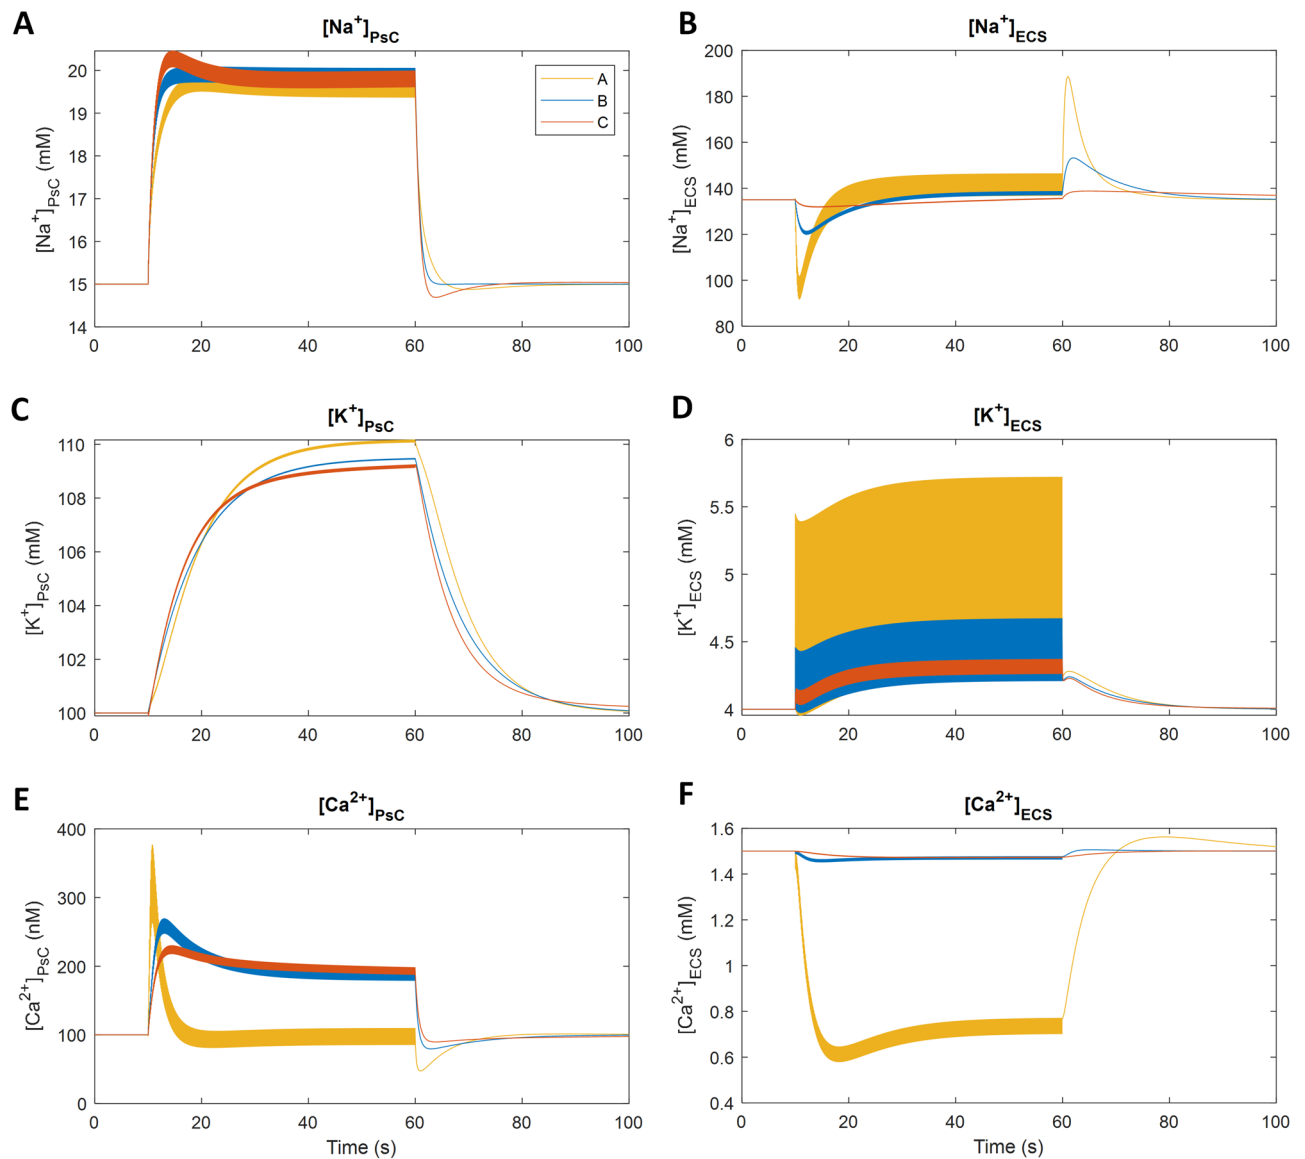 A
[Na+]PsC
[Na+]PsC (mM)
20
19
18
17
16
15
14
0 20 40 60 80 100
A
B
C
B
[Na+]ECS
[Na+]ECS (mM)
200
180
160
140
120
100
80
0 20 40 60 80 100
C
[K+]PsC
[K+]PsC (mM)
110
108
106
104
102
100
0 20 40 60 80 100
D
[K+]ECS
[K+]ECS (mM)
6
5.5
5
4.5
4
0 20 40 60 80 100
E
[Ca2+]PsC
[Ca2+]PsC (nM)
400
300
200
100
0
0 20 40 60 80 100
Time (s)
F
[Ca2+]ECS
[Ca2+]ECS (mM)
1.6
1.4
1.2
1
0.8
0.6
0.4
0 20 40 60 80 100
Time (s)